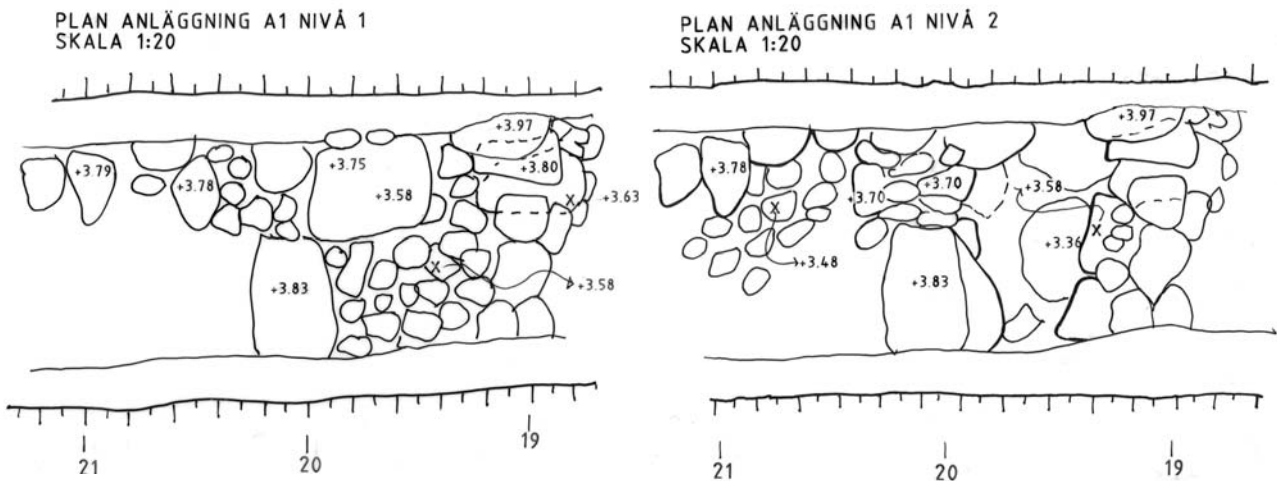 PLAN ANLÄGGNING A1 NIVÅ 1
SKALA 1:20
+3.97
+3.79
+3.75
+3.80
+3.78
+3.58
X
+3.63
X
+3.83
+3.58
21
20
19
PLAN ANLÄGGNING A1 NIVÅ 2
SKALA 1:20
+3.97
+3.78
+3.70
+3.58
+3.70
X
X
+3.36
+3.48
+3.83
21
20
19